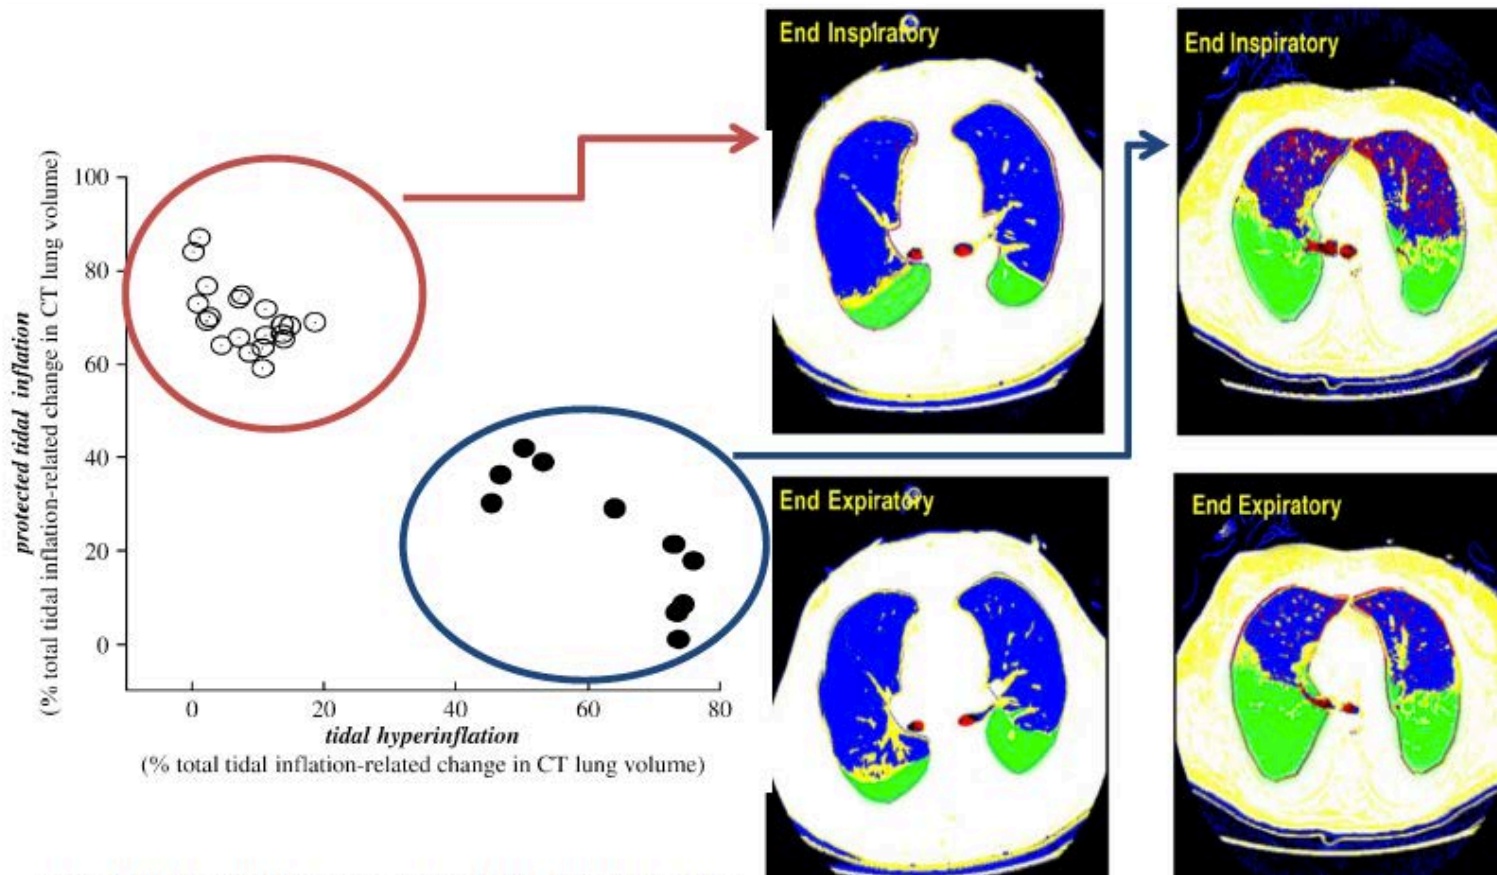 End Inspiratory
End Inspiratory
protected tidal inflation
(% total tidal inflation-related change in CT lung volume)
100
80
60
40
20
0
0
20
40
60
80
tidal hyperinflation
(% total tidal inflation-related change in CT lung volume)
End Expiratory
End Expiratory